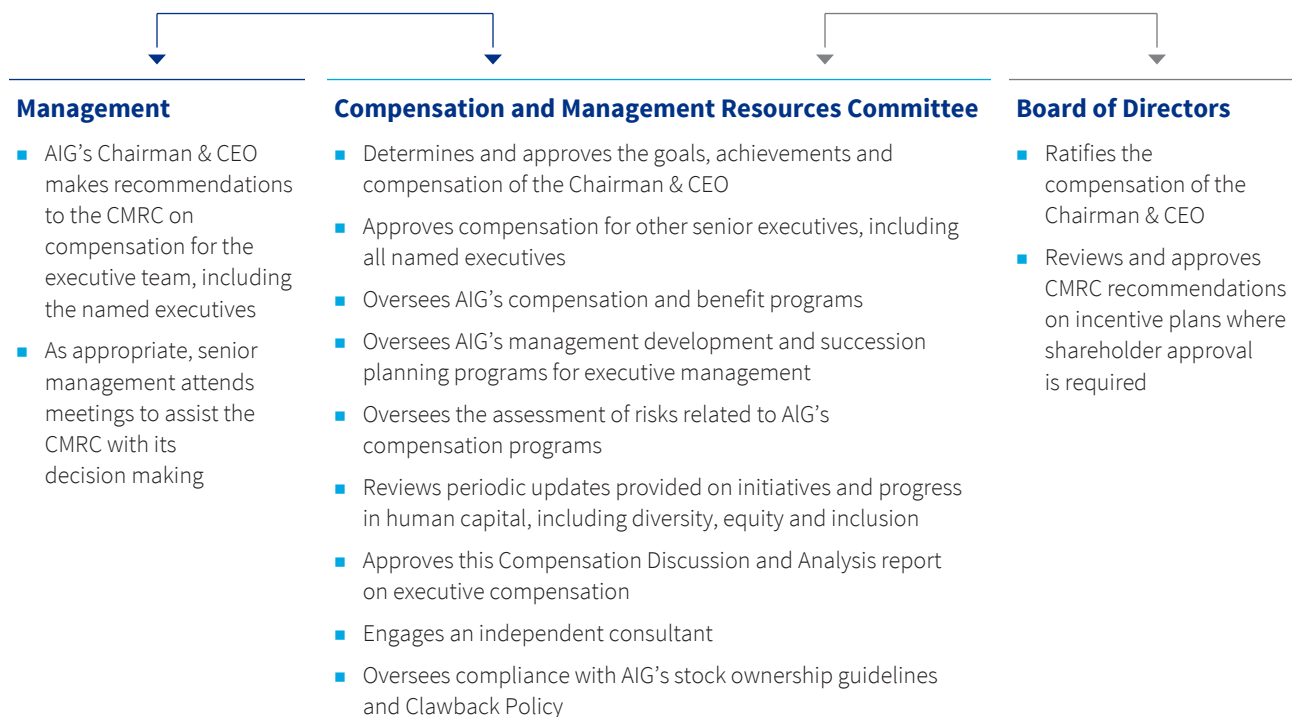 Management
■ AIG's Chairman & CEO
makes recommendations
to the CMRC on
compensation for the
executive team, including
the named executives
■ As appropriate, senior
management attends
meetings to assist the
CMRC with its
decision making
Compensation and Management Resources Committee
■ Determines and approves the goals, achievements and
compensation of the Chairman & CEO
■ Approves compensation for other senior executives, including
all named executives
■ Oversees AIG's compensation and benefit programs
■ Oversees AIG's management development and succession
planning programs for executive management
■ Oversees the assessment of risks related to AIG's
compensation programs
■ Reviews periodic updates provided on initiatives and progress
in human capital, including diversity, equity and inclusion
■ Approves this Compensation Discussion and Analysis report
on executive compensation
■ Engages an independent consultant
■ Oversees compliance with AIG's stock ownership guidelines
and Clawback Policy
Board of Directors
■ Ratifies the
compensation of the
Chairman & CEO
■ Reviews and approves
CMRC recommendations
on incentive plans where
shareholder approval
is required